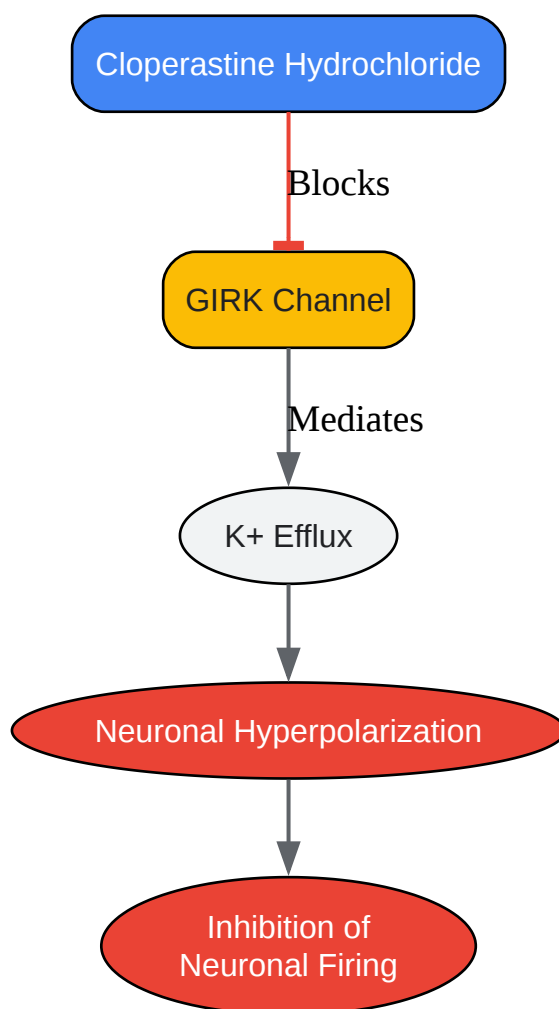 Cloperastine Hydrochloride
Blocks
GIRK Channel
Mediates
K+ Efflux
Neuronal Hyperpolarization
Inhibition of
Neuronal Firing